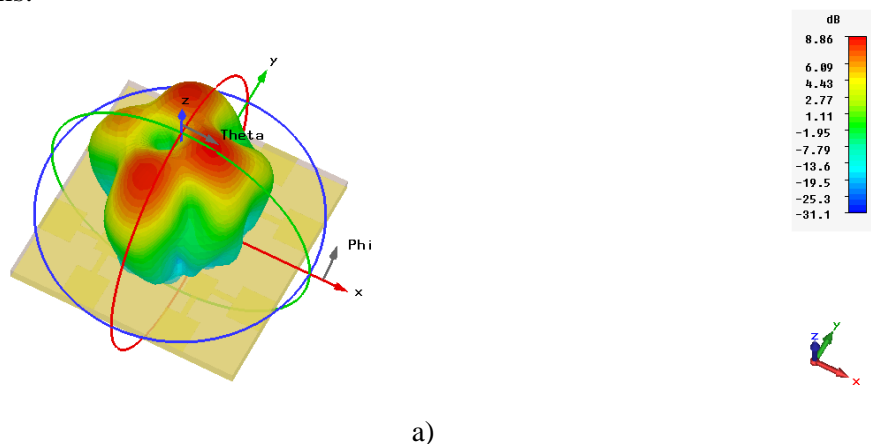 dB
8.86
6.09
4.43
2.77
1.11
-1.95
-7.79
-13.6
-19.5
-25.3
-31.1
y
z
Theta
Phi
x
z
y
x
a)